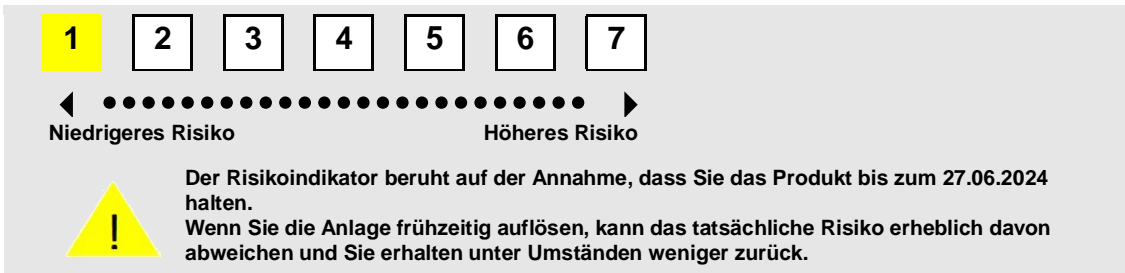 1 2 3 4 5 6 7
Niedrigeres Risiko Höheres Risiko
Der Risikoindikator beruht auf der Annahme, dass Sie das Produkt bis zum 27.06.2024
halten.
Wenn Sie die Anlage frühzeitig auflösen, kann das tatsächliche Risiko erheblich davon
abweichen und Sie erhalten unter Umständen weniger zurück.
!